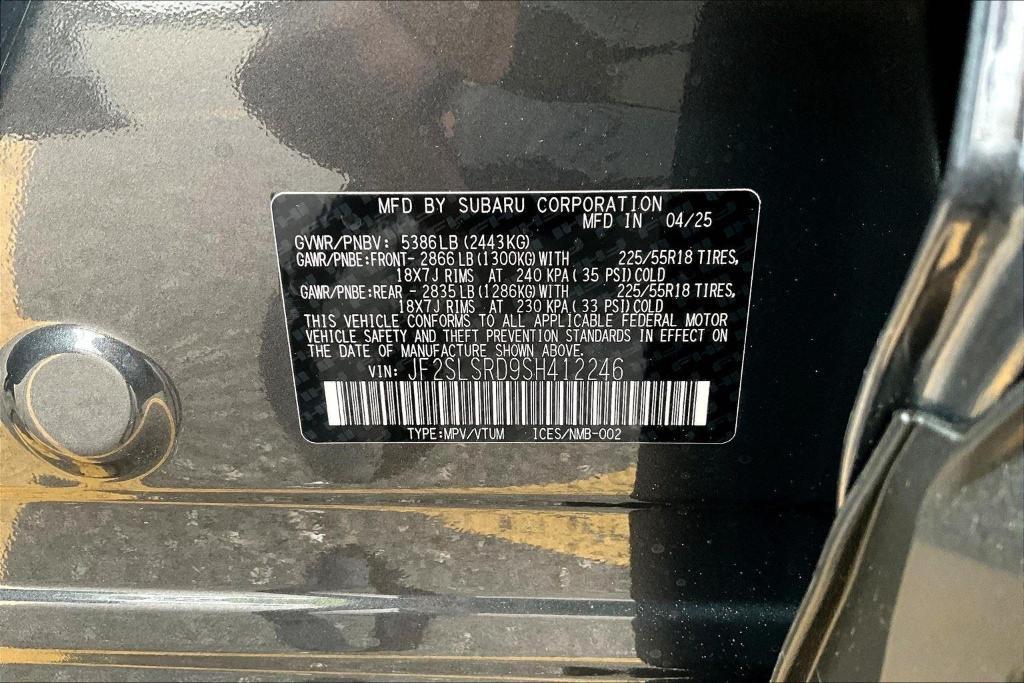 MFD BY SUBARU CORPORATION
MFD IN 04/25
GVWR/PNBV: 5386LB (2443KG)
GAWR/PNBE:FRONT- 2866 LB (1300KG) WITH 225/55R18 TIRES,
18X7J RIMS AT 240 KPA ( 35 PSI) COLD
GAWR/PNBE:REAR - 2835 LB (1286KG) WITH 225/55R18 TIRES,
18X7J RIMS AT 230 KPA ( 33 PSI) COLD
THIS VEHICLE CONFORMS TO ALL APPLICABLE FEDERAL MOTOR
VEHICLE SAFETY AND THEFT PREVENTION STANDARDS IN EFFECT ON
THE DATE OF MANUFACTURE SHOWN ABOVE.
VIN: JF2SLSRD9SH412246
TYPE:MPV/VTUM ICES/NMB-002